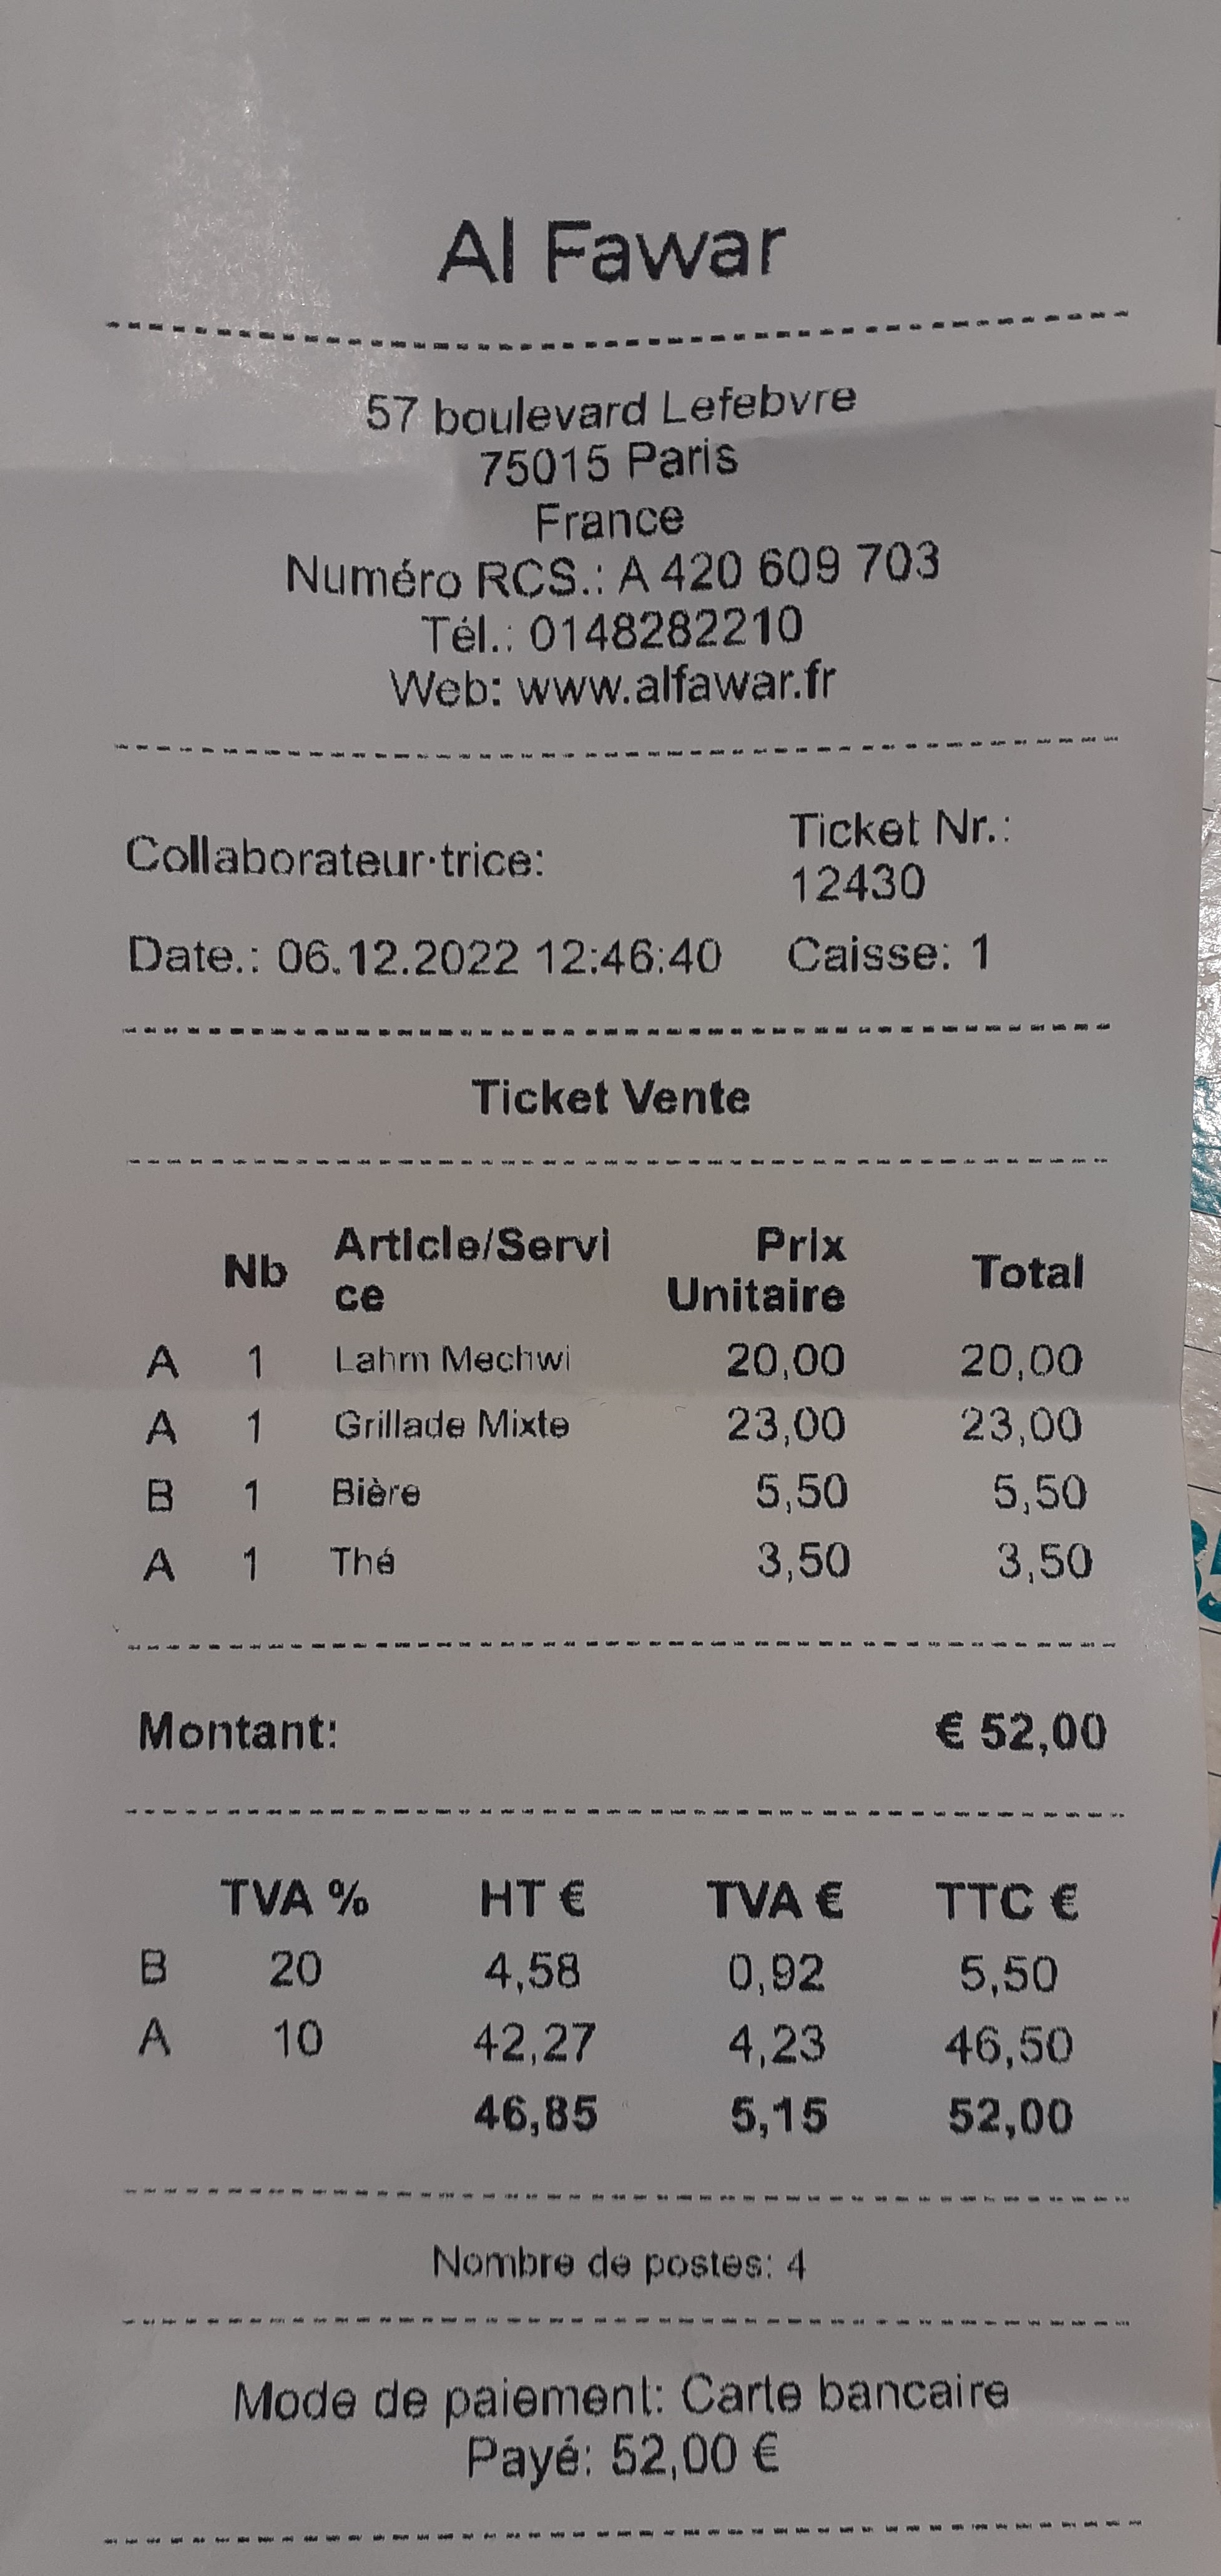 Al Fawar
57 boulevard Lefebvre
75015 Paris
France
Numéro RCS.: A 420 609 703
Tél.: 0148282210
Web: www.alfawar.fr
Collaborateur·trice:
Ticket Nr.:
12430
Date.: 06.12.2022 12:46:40 Caisse: 1
Ticket Vente
Nb Article/Servi
ce Prix
Unitaire Total
A 1 Lahm Mechwi 20,00 20,00
A 1 Grillade Mixte 23,00 23,00
B 1 Bière 5,50 5,50
A 1 Thé 3,50 3,50
Montant: € 52,00
TVA % HT € TVA € TTC €
B 20 4,58 0,92 5,50
A 10 42,27 4,23 46,50
46,85 5,15 52,00
Nombre de postes: 4
Mode de paiement: Carte bancaire
Payé: 52,00 €